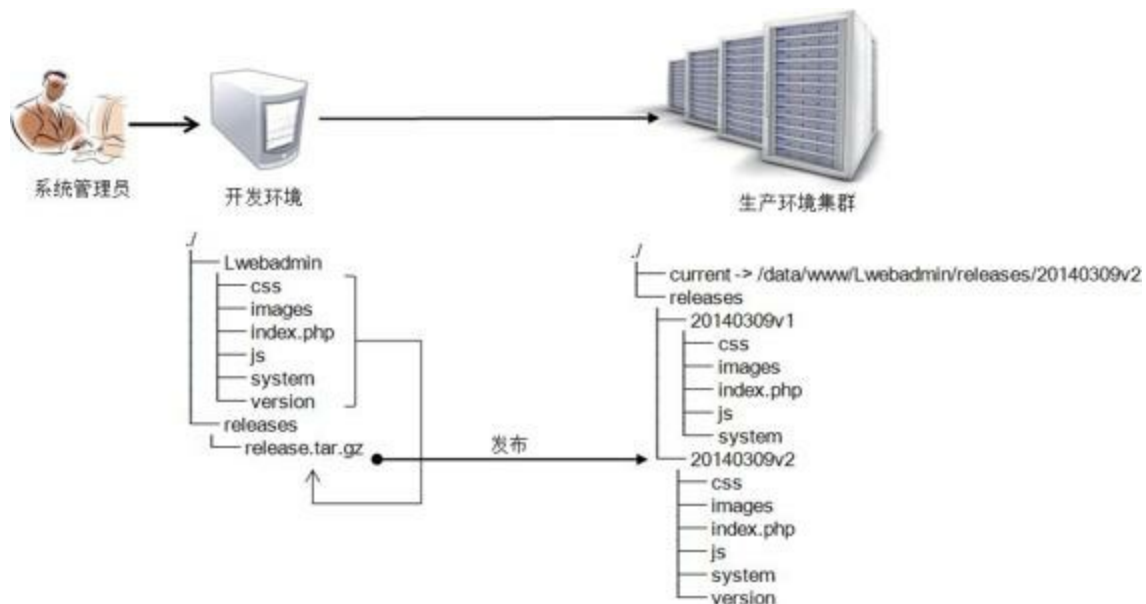 系统管理员
开发环境
生产环境集群
./
Lwebadmin
css
images
index.php
js
system
version
releases
release.tar.gz
发布
./
current -> /data/www/Lwebadmin/releases/20140309v2
releases
20140309v1
css
images
index.php
js
system
20140309v2
css
images
index.php
js
system
version